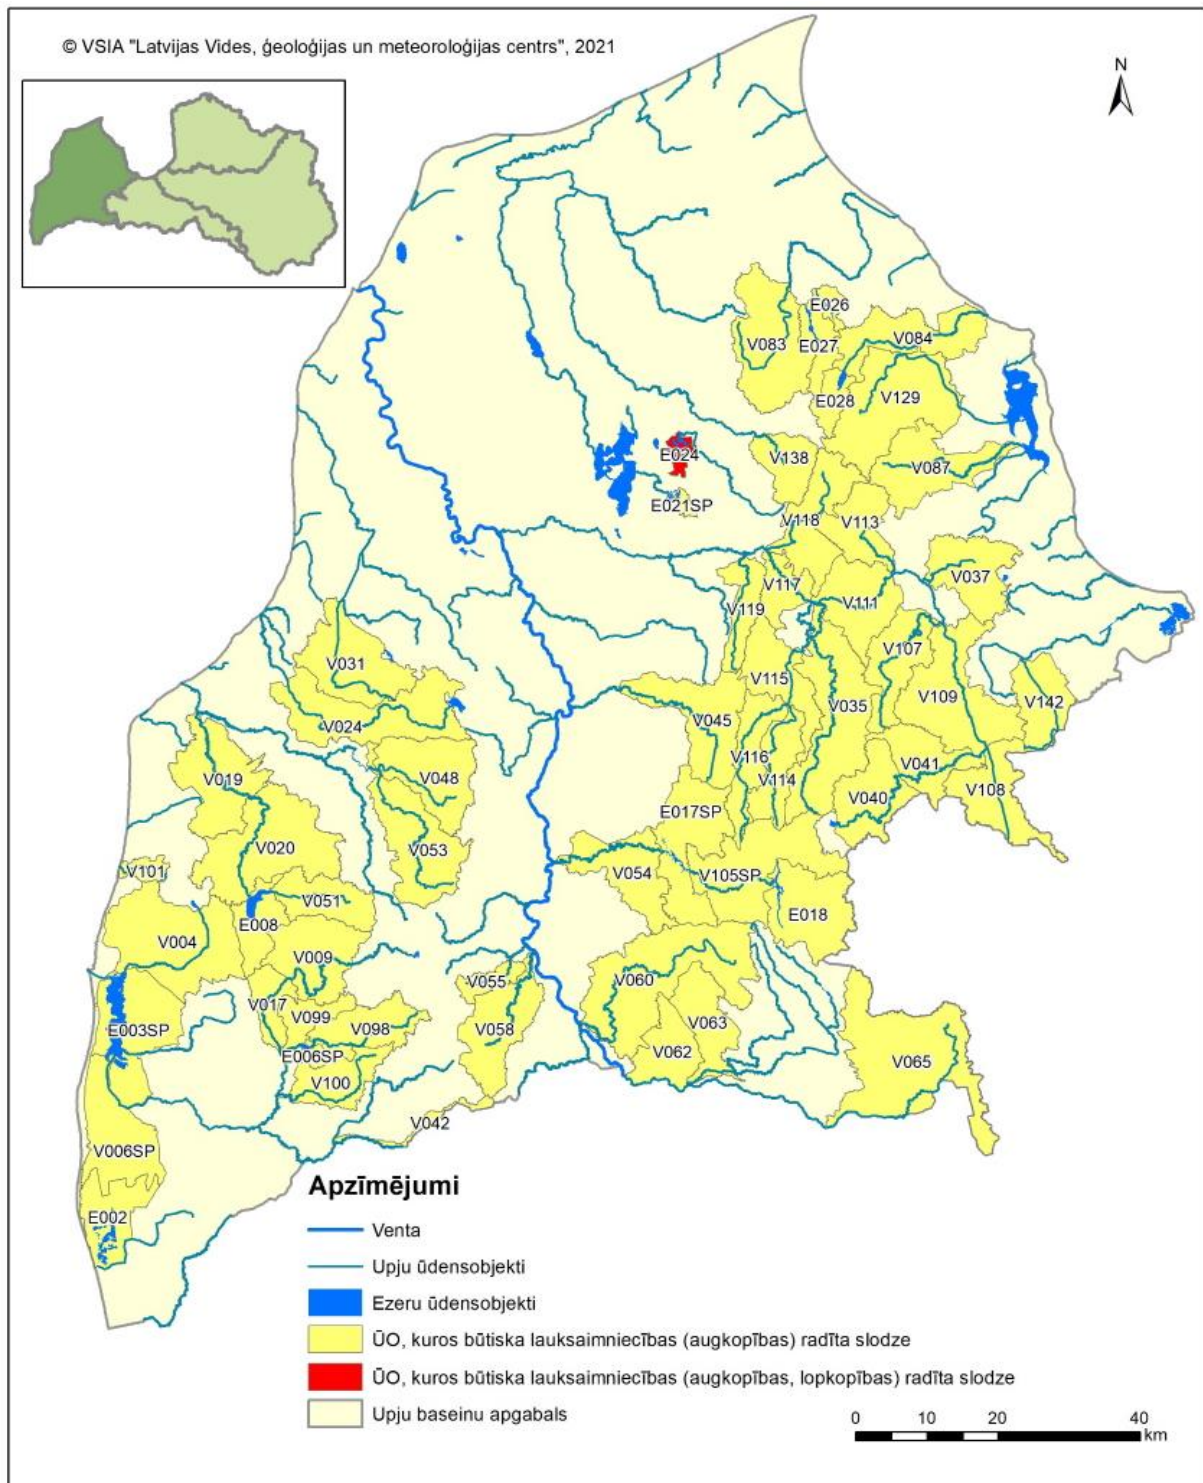 © VSIA "Latvijas Vides, ģeoloģijas un meteoroloģijas centrs", 2021
N
E026
V083
E027
V084
E028
V129
E024
V138
V087
E021SP
V118
V113
V117
V037
V119
V111
V107
V031
V115
V035
V109
V142
V024
V045
V116
V041
V019
V048
V114
V040
V108
E017SP
V020
V053
V101
V054
V105SP
V051
E018
E008
V004
V009
V055
V060
V017
V099
V098
V063
E003SP
V058
E006SP
V062
V065
V100
V042
V006SP
E002
Apzīmējumi
Venta
Upju ūdensobjekti
Ezeru ūdensobjekti
ŪO, kuros būtiska lauksaimniecības (augkopības) radīta slodze
ŪO, kuros būtiska lauksaimniecības (augkopības, lopkopības) radīta slodze
Upju baseinu apgabals
0 10 20 40
km